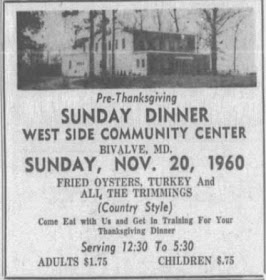 Pre-Thanksgiving
SUNDAY DINNER
WEST SIDE COMMUNITY CENTER
BIVALVE, MD.
SUNDAY, NOV. 20, 1960
FRIED OYSTERS, TURKEY And
ALL THE TRIMMINGS
(Country Style)
Come Eat with Us and Get in Training For Your
Thanksgiving Dinner
Serving 12:30 To 5:30
ADULTS $1.75 CHILDREN $.75